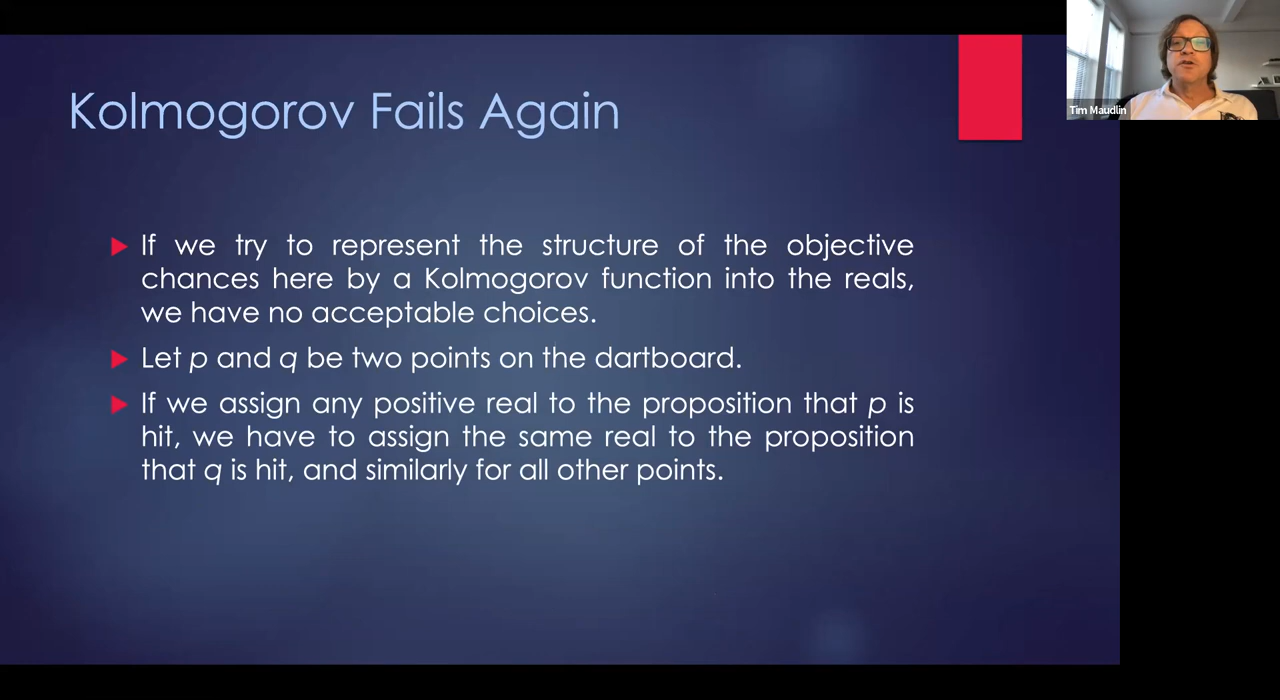 Kolmogorov Fails Again
If we try to represent the structure of the objective
chances here by a Kolmogorov function into the reals,
we have no acceptable choices.
Let p and q be two points on the dartboard.
If we assign any positive real to the proposition that p is
hit, we have to assign the same real to the proposition
that q is hit, and similarly for all other points.
Tim Maudlin